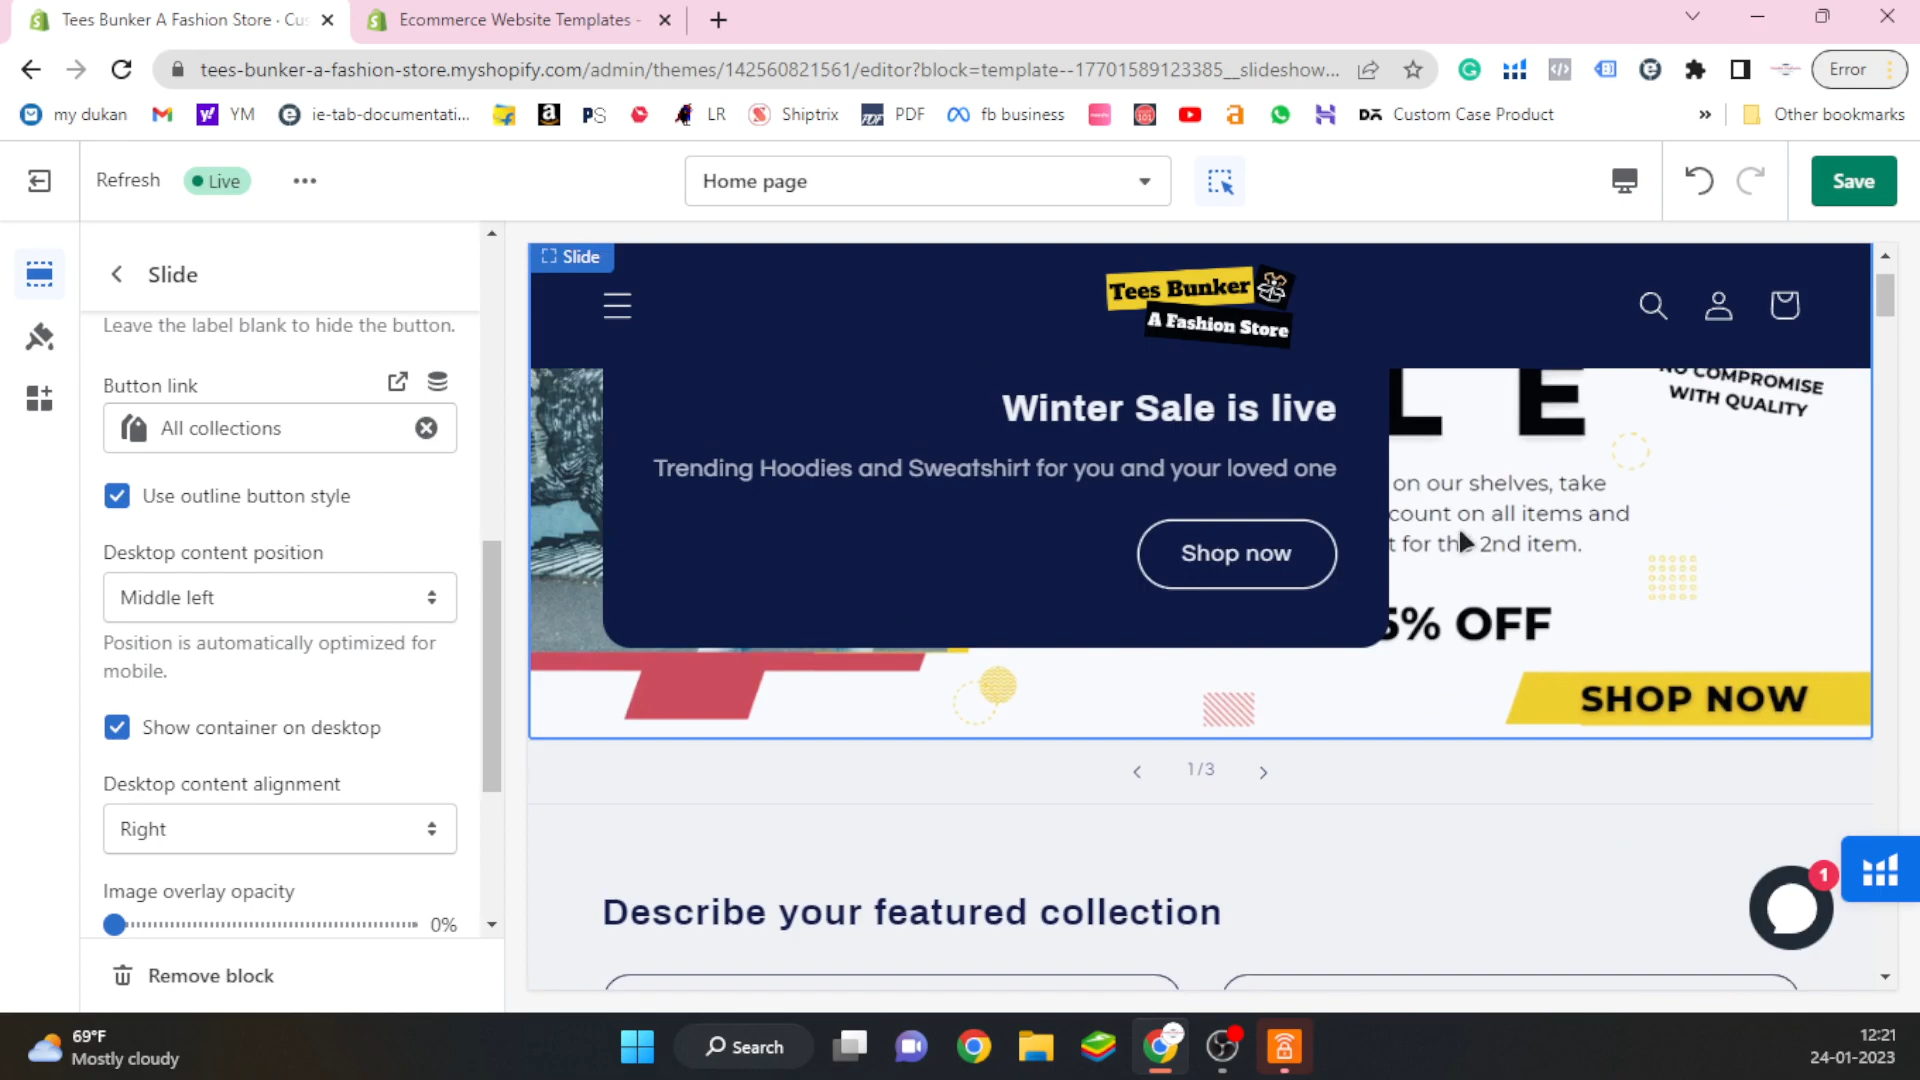 Tees Bunker A Fashion Store · Cus
Ecommerce Website Templates -
tees-bunker-a-fashion-store.myshopify.com/admin/themes/142560821561/editor?block=template--17701589123385__slideshow...
Error
my dukan
YM
ie-tab-documentati...
PS
LR
Shiptrix
PDF
fb business
Custom Case Product
»
Other bookmarks
Refresh
Live
Home page
Save
Slide
Leave the label blank to hide the button.
Button link
All collections
Use outline button style
Desktop content position
Middle left
Position is automatically optimized for
mobile.
Show container on desktop
Desktop content alignment
Right
Image overlay opacity
0%
Remove block
Slide
Tees Bunker
A Fashion Store
Winter Sale is live
Trending Hoodies and Sweatshirt for you and your loved one
Shop now
L E
NO COMPROMISE
WITH QUALITY
on our shelves, take
count on all items and
t for the 2nd item.
5% OFF
SHOP NOW
1/3
Describe your featured collection
1
69°F
Mostly cloudy
Search
12:21
24-01-2023